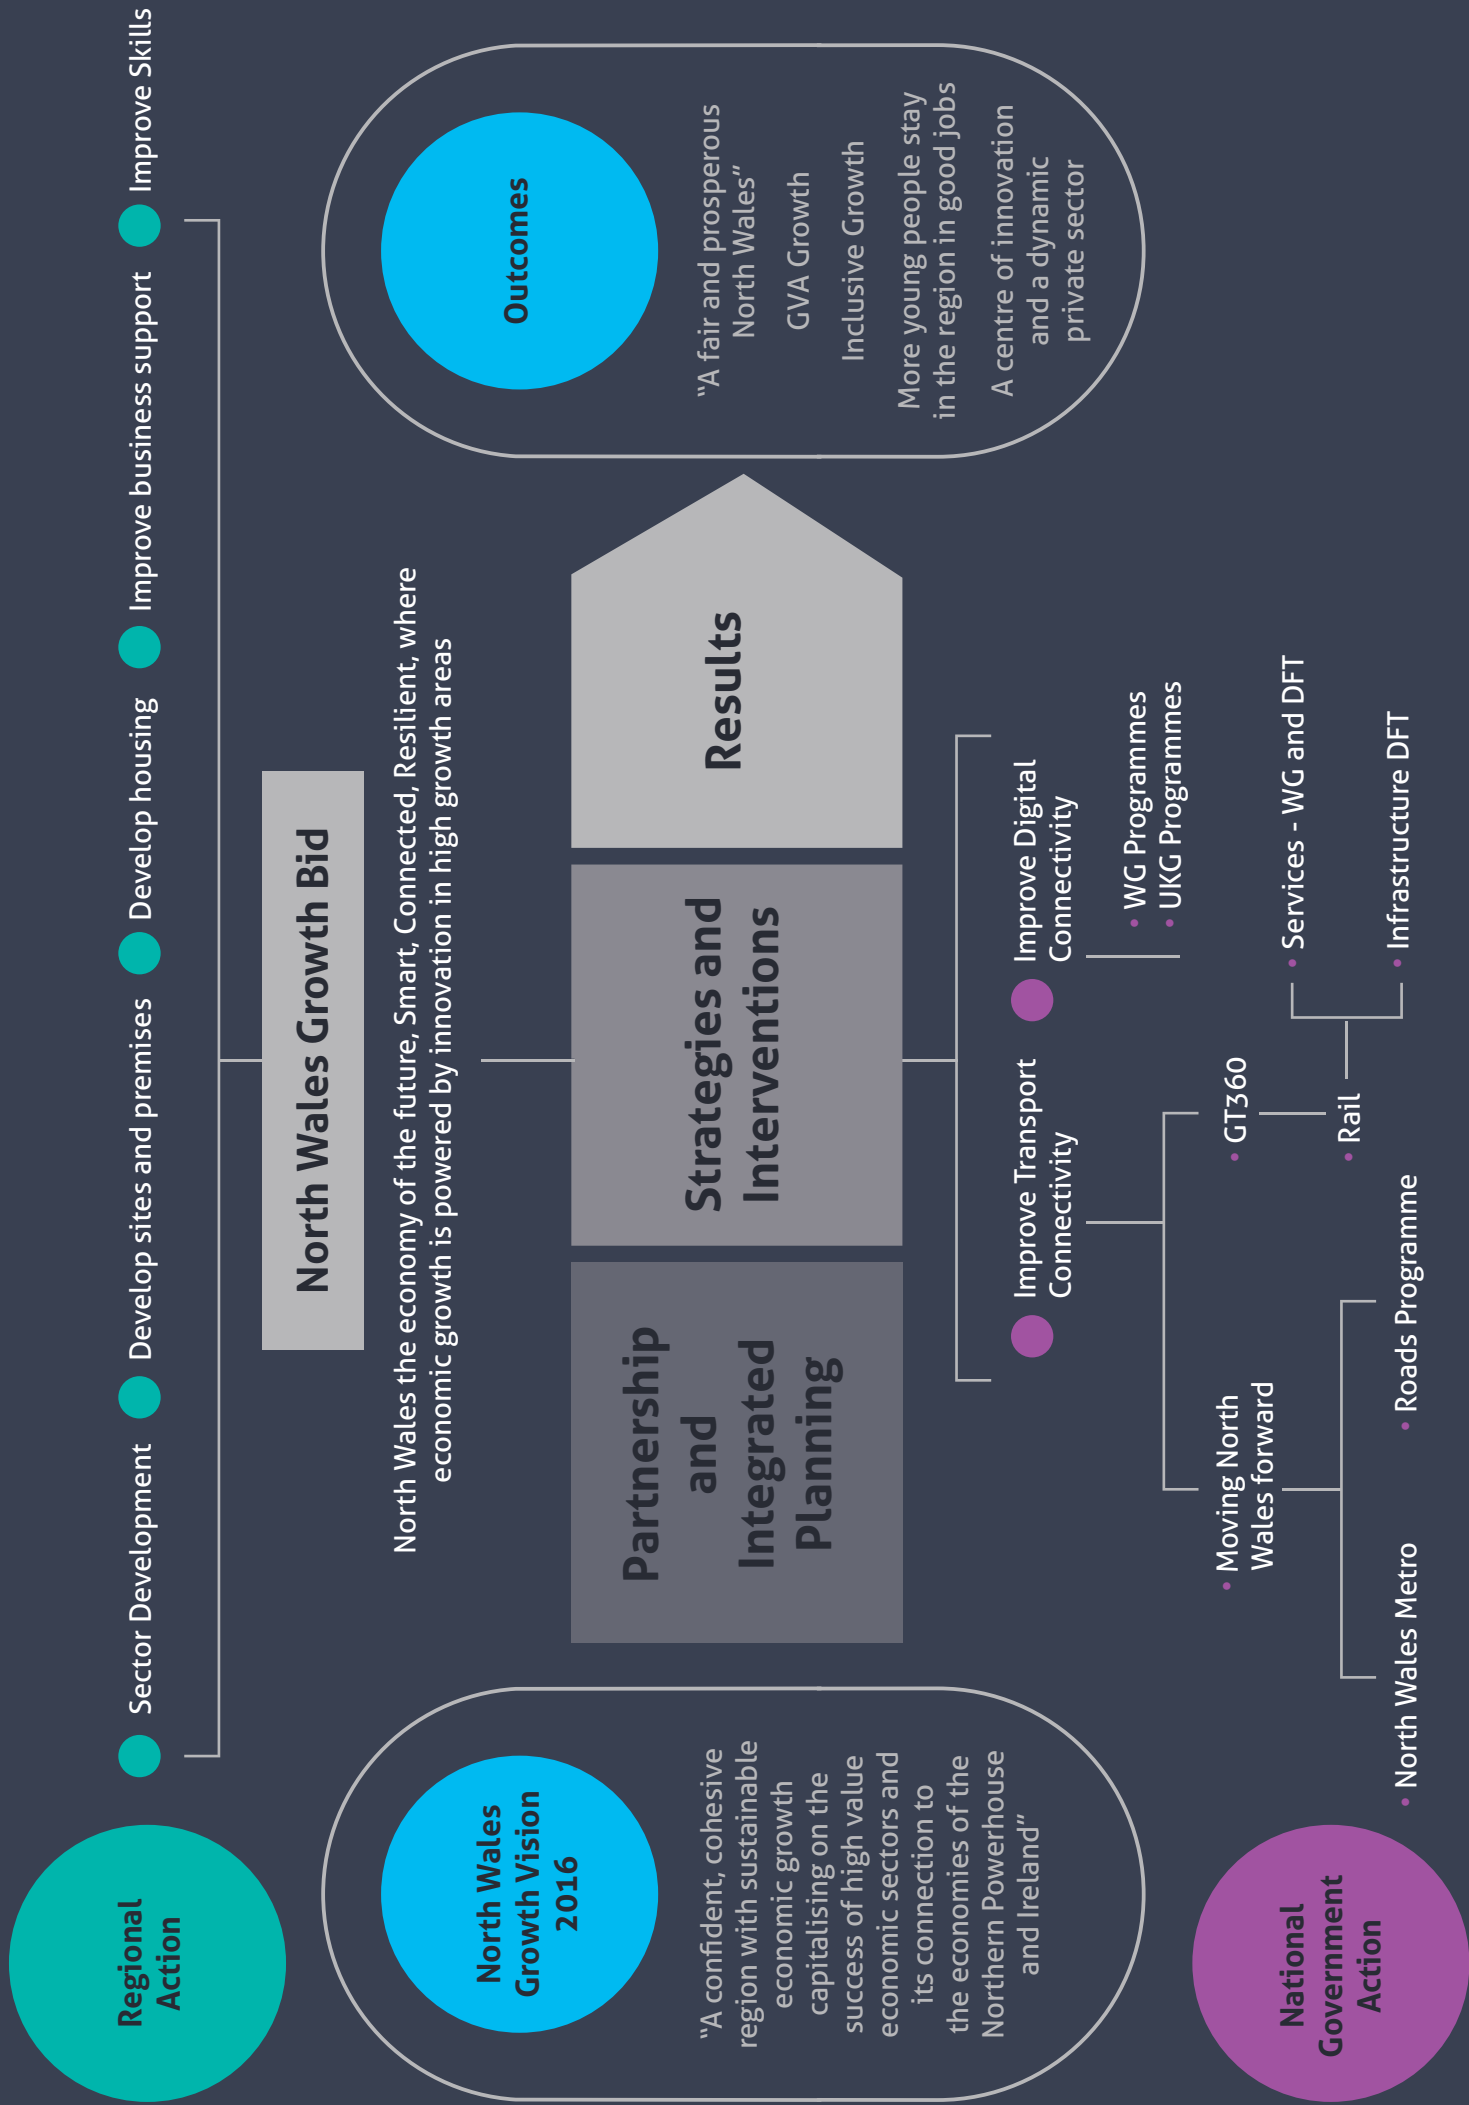 Regional
Action
Sector Development
Develop sites and premises
Develop housing
Improve business support
Improve Skills
North Wales Growth Bid
North Wales the economy of the future, Smart, Connected, Resilient, where
economic growth is powered by innovation in high growth areas
North Wales
Growth Vision
2016
“A confident, cohesive
region with sustainable
economic growth
capitalising on the
success of high value
economic sectors and
its connection to
the economies of the
Northern Powerhouse
and Ireland”
Partnership
and
Integrated
Planning
Strategies and
Interventions
Results
Outcomes
“A fair and prosperous
North Wales”
GVA Growth
Inclusive Growth
More young people stay
in the region in good jobs
A centre of innovation
and a dynamic
private sector
National
Government
Action
Improve Transport
Connectivity
• Moving North
Wales forward
• North Wales Metro
• Roads Programme
• GT360
• Rail
• Services - WG and DFT
• Infrastructure DFT
Improve Digital
Connectivity
• WG Programmes
• UKG Programmes